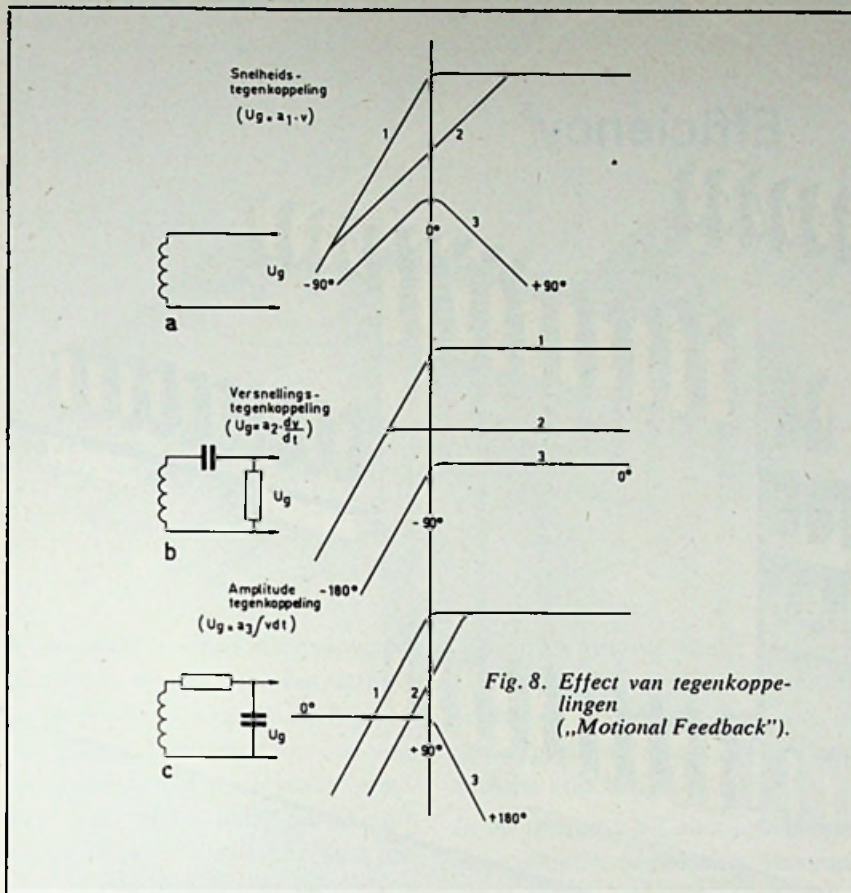 Snelheids-
tegenkoppeling
(Ug = a₁·v)
1
2
3
0°
Ug
-90°
+90°
a
1
Versnellings-
tegenkoppeling
(Ug = a₂·dv/dt)
2
3
0°
Ug
-90°
b
Amplitude
tegenkoppeling
-180°
(Ug = a₃∫vdt)
Fig. 8. Effect van tegenkoppe-
lingen
(„Motional Feedback").
0°
1
2
Ug
+90°
3
c
+180°
Efficiency